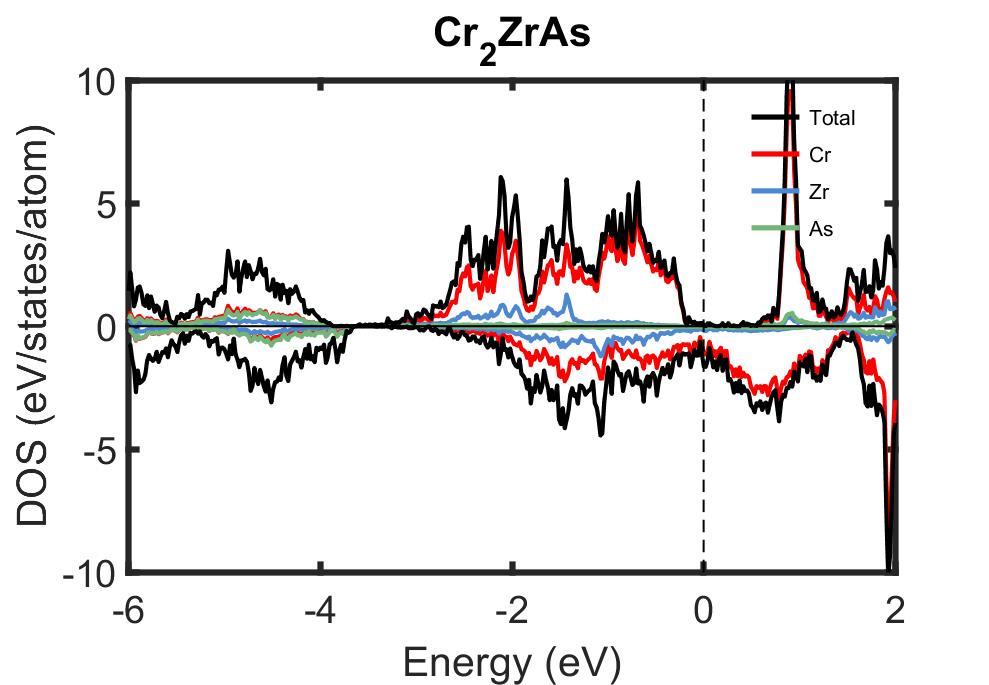 Cr₂ZrAs
10
5
0
-5
-10
DOS (eV/states/atom)
Total
Cr
Zr
As
-6 -4 -2 0 2
Energy (eV)